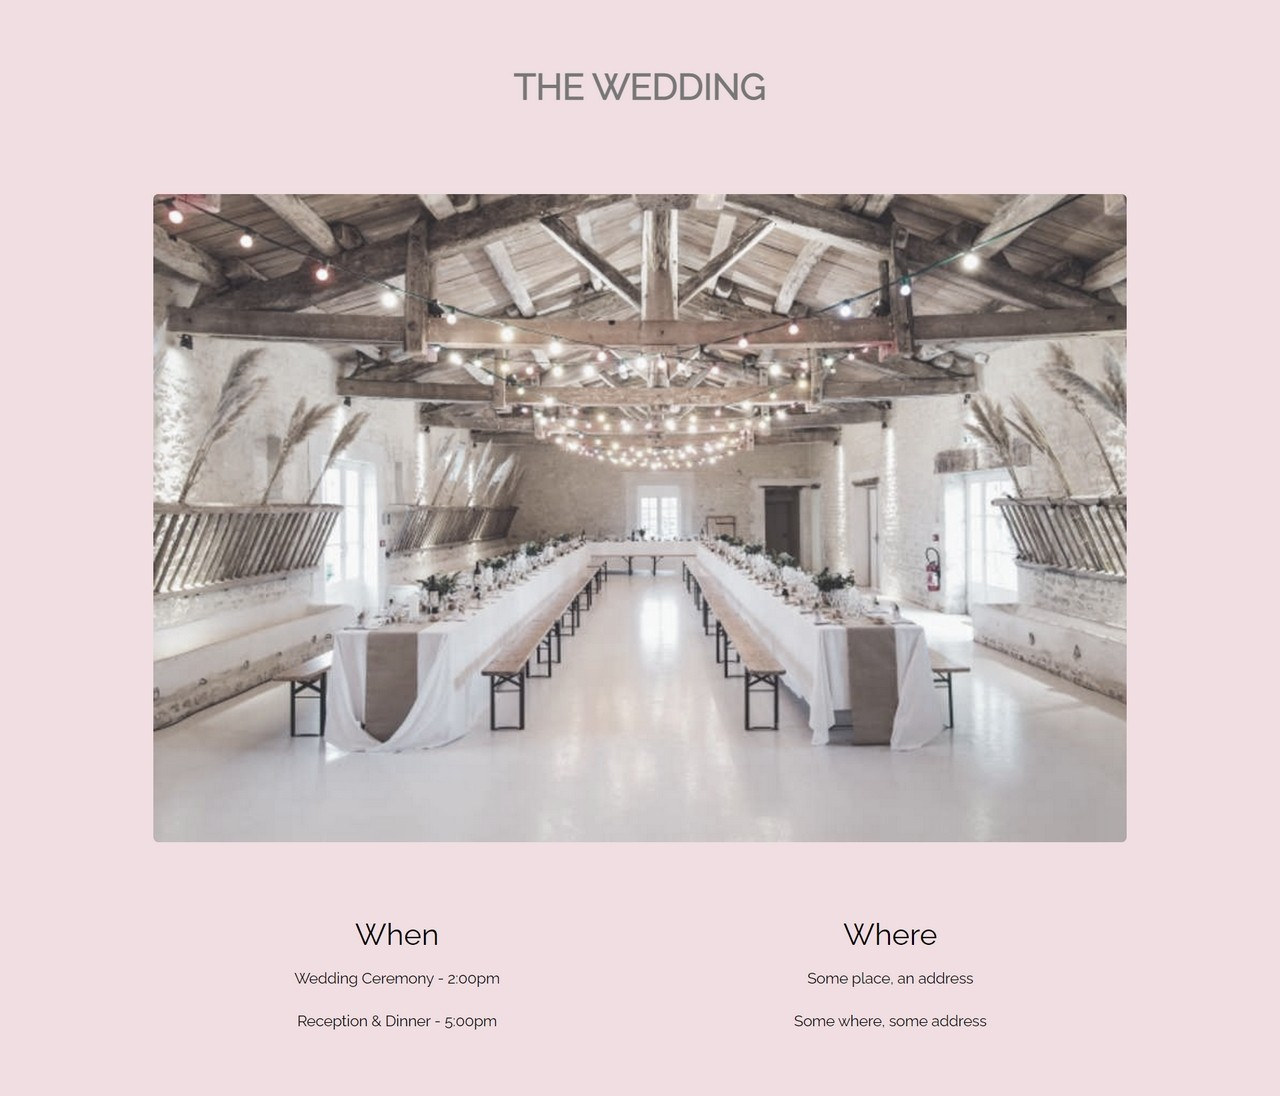 THE WEDDING
When
Wedding Ceremony - 2:00pm
Reception & Dinner - 5:00pm
Where
Some place, an address
Some where, some address